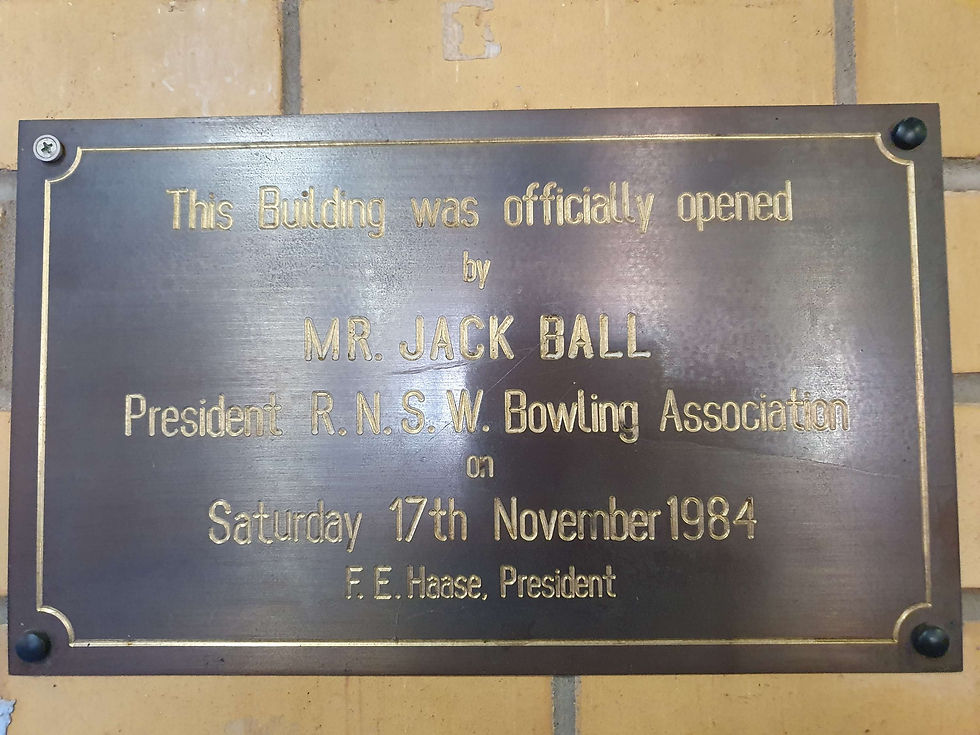 This Building was officially opened
by
MR. JACK BALL
President R.N.S.W. Bowling Association
on
Saturday 17th November 1984
F. E. Haase, President